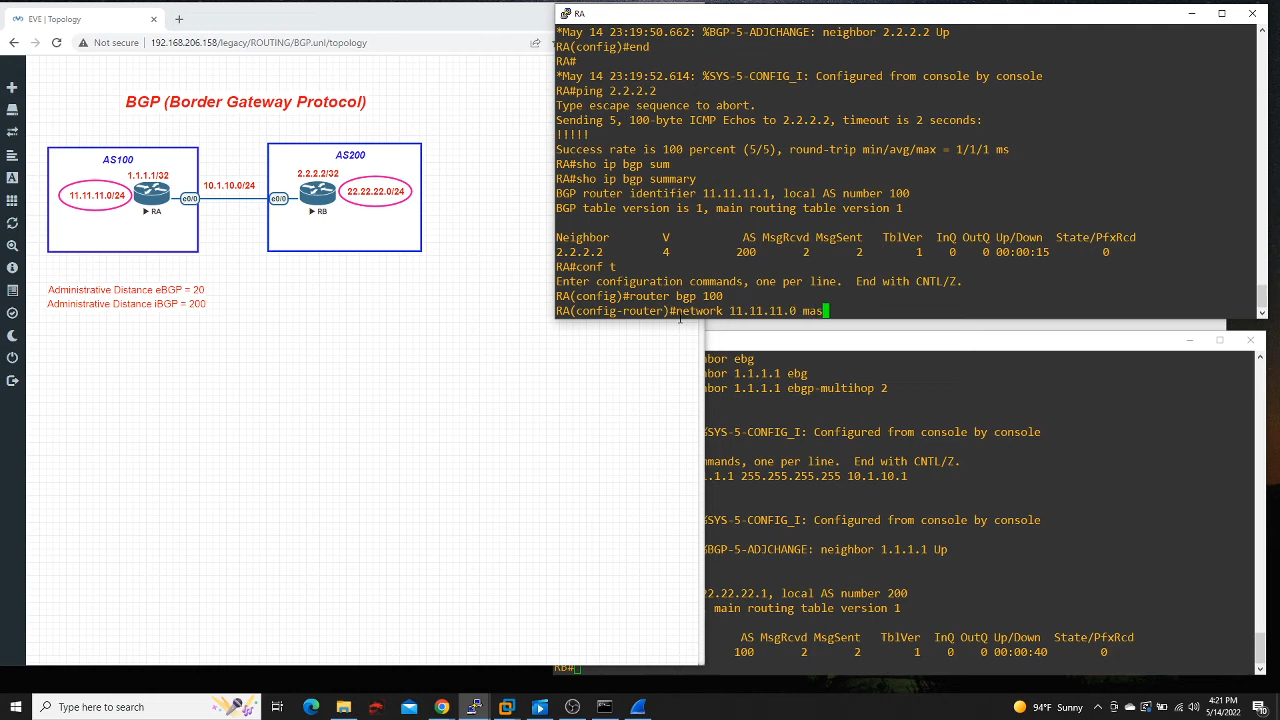 EVE | Topology
Not secure
192.168.206.158/legacy/ROUTING/BGP.unl/topology
BGP (Border Gateway Protocol)
AS100
1.1.1.1/32
11.11.11.0/24
RA
e0/0
10.1.10.0/24
AS200
2.2.2.2/32
22.22.22.0/24
e0/0
RB
Administrative Distance eBGP = 20
Administrative Distance iBGP = 200
RA
*May 14 23:19:50.662: %BGP-5-ADJCHANGE: neighbor 2.2.2.2 Up
RA(config)#end
RA#
*May 14 23:19:52.614: %SYS-5-CONFIG_I: Configured from console by console
RA#ping 2.2.2.2
Type escape sequence to abort.
Sending 5, 100-byte ICMP Echos to 2.2.2.2, timeout is 2 seconds:
!!!!!
Success rate is 100 percent (5/5), round-trip min/avg/max = 1/1/1 ms
RA#sho ip bgp sum
RA#sho ip bgp summary
BGP router identifier 11.11.11.1, local AS number 100
BGP table version is 1, main routing table version 1
Neighbor V AS MsgRcvd MsgSent TblVer InQ OutQ Up/Down State/PfxRcd
2.2.2.2 4 200 2 2 1 0 0 00:00:15 0
RA#conf t
Enter configuration commands, one per line. End with CNTL/Z.
RA(config)#router bgp 100
RA(config-router)#network 11.11.11.0 mas
bor ebg
bor 1.1.1.1 ebg
bor 1.1.1.1 ebgp-multihop 2
%SYS-5-CONFIG_I: Configured from console by console
mands, one per line. End with CNTL/Z.
.1.1 255.255.255.255 10.1.10.1
%SYS-5-CONFIG_I: Configured from console by console
%BGP-5-ADJCHANGE: neighbor 1.1.1.1 Up
22.22.1, local AS number 200
main routing table version 1
AS MsgRcvd MsgSent TblVer InQ OutQ Up/Down State/PfxRcd
100 2 2 1 0 0 00:00:40 0
RB#
Type here to search
94°F Sunny
4:21 PM
5/14/2022
10